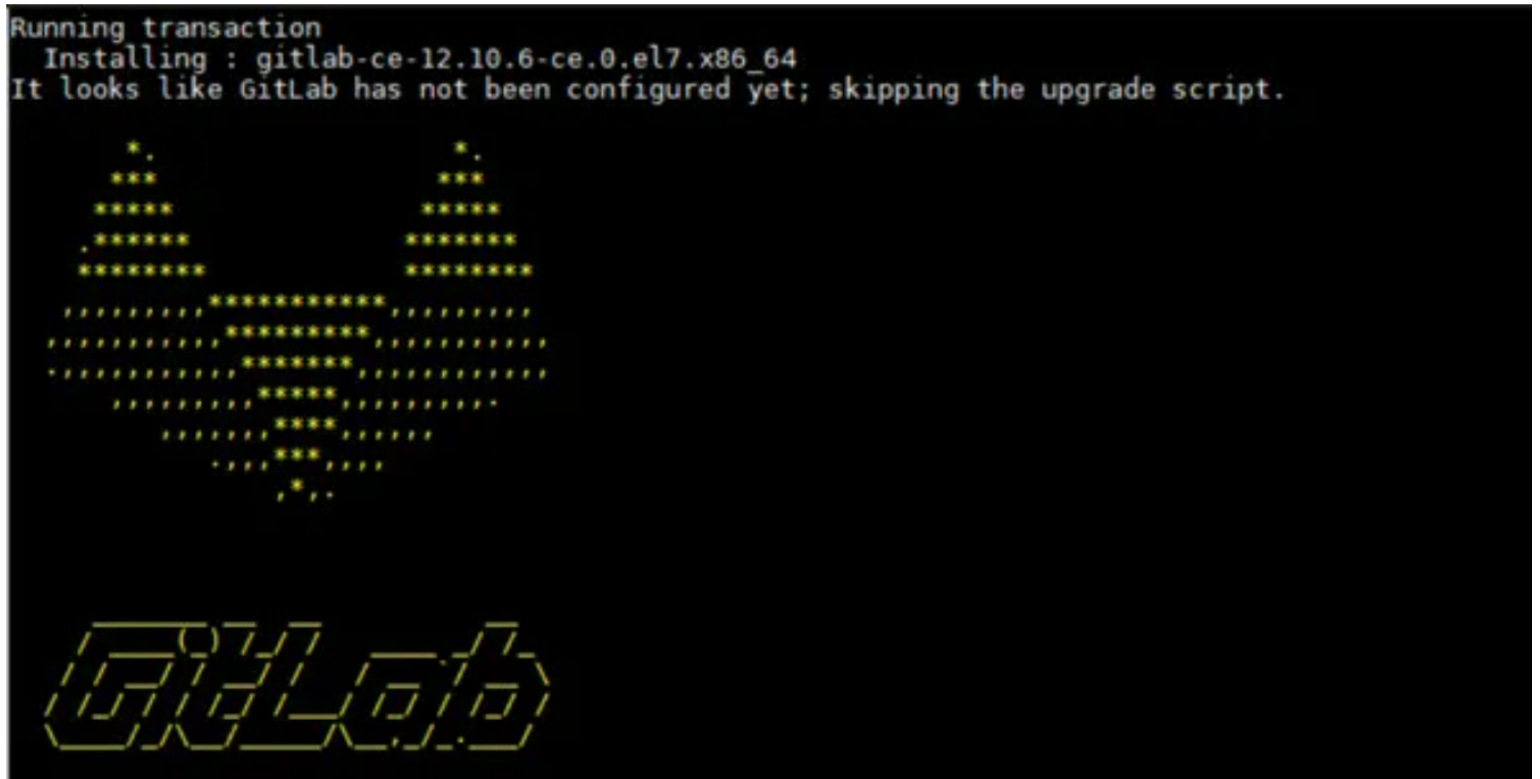 Running transaction
  Installing : gitlab-ce-12.10.6-ce.0.el7.x86_64
It looks like GitLab has not been configured yet; skipping the upgrade script.
GitLab